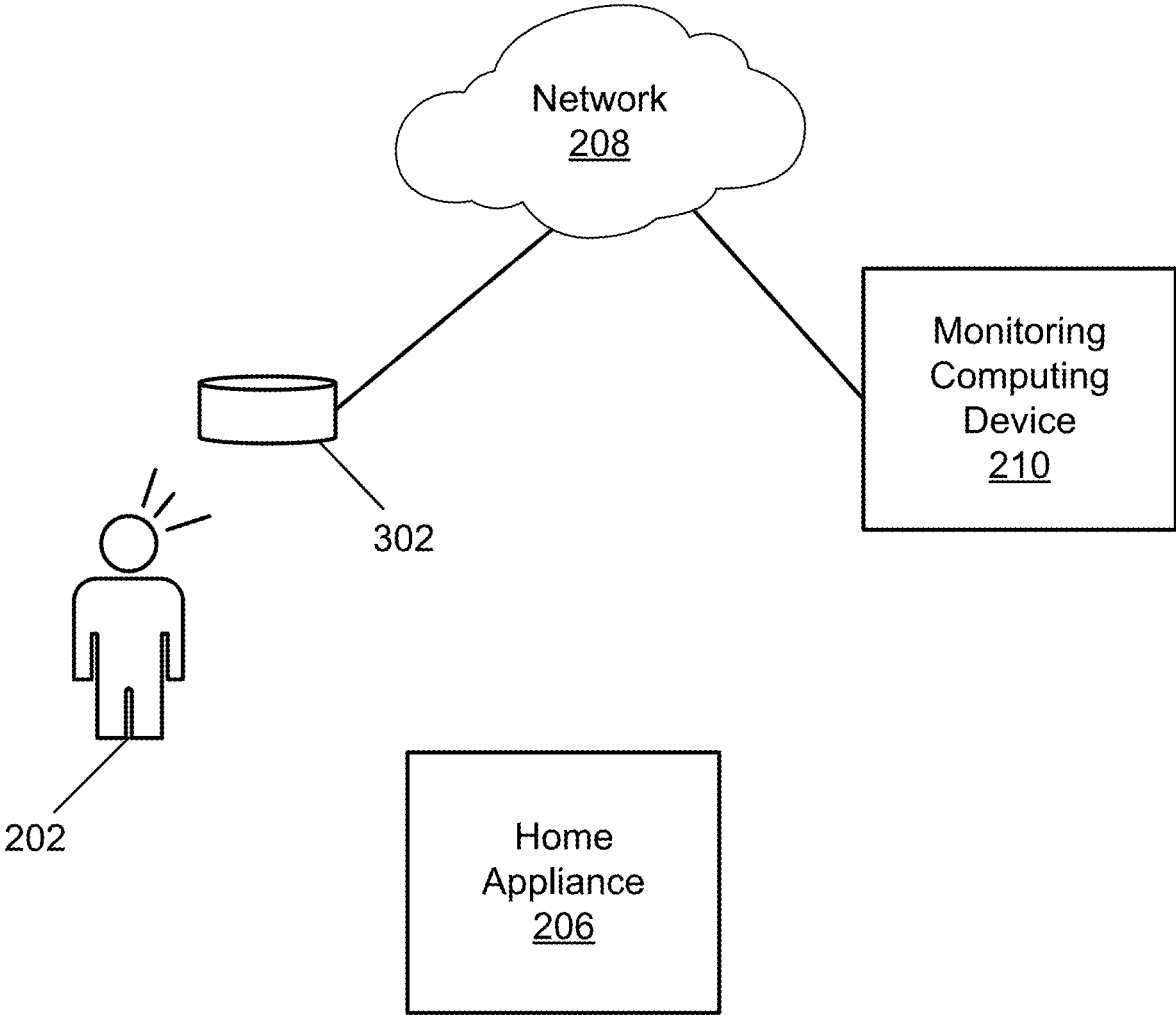 Network
208
Monitoring
Computing
Device
210
302
202
Home
Appliance
206